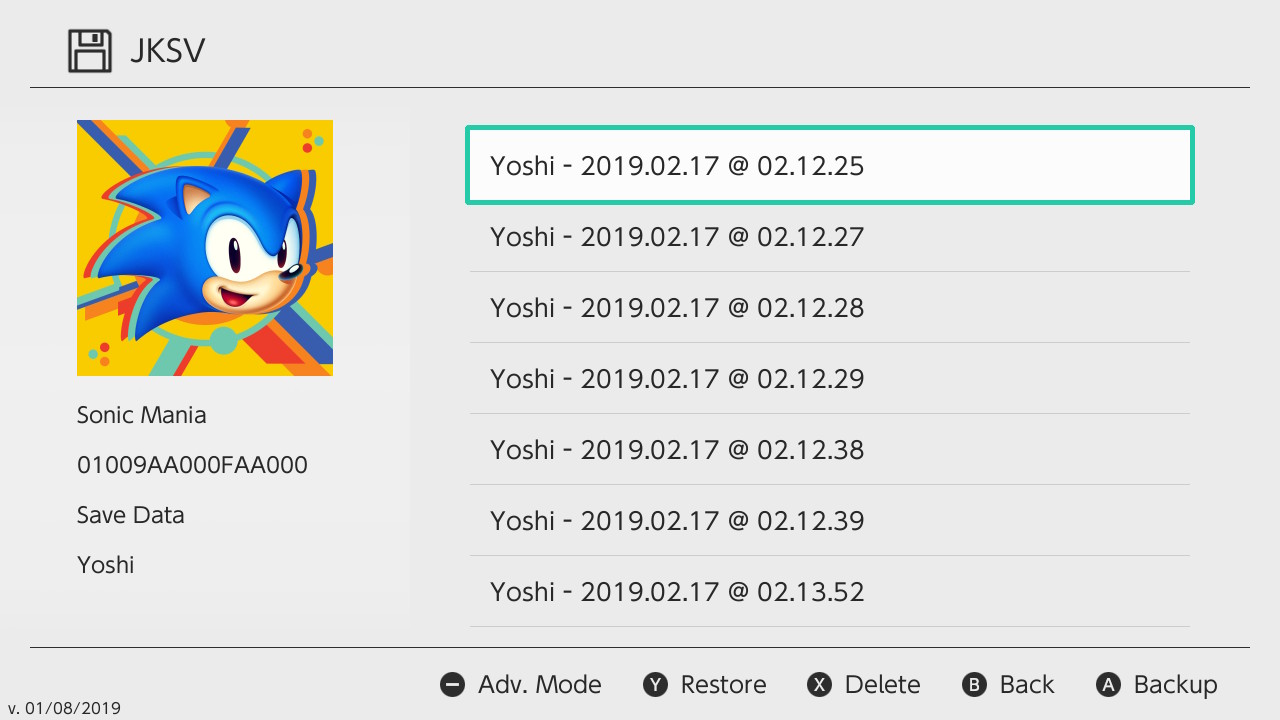 JKSV
Sonic Mania
01009AA000FAA000
Save Data
Yoshi
Yoshi - 2019.02.17 @ 02.12.25
Yoshi - 2019.02.17 @ 02.12.27
Yoshi - 2019.02.17 @ 02.12.28
Yoshi - 2019.02.17 @ 02.12.29
Yoshi - 2019.02.17 @ 02.12.38
Yoshi - 2019.02.17 @ 02.12.39
Yoshi - 2019.02.17 @ 02.13.52
Adv. Mode Y Restore X Delete B Back A Backup
v. 01/08/2019